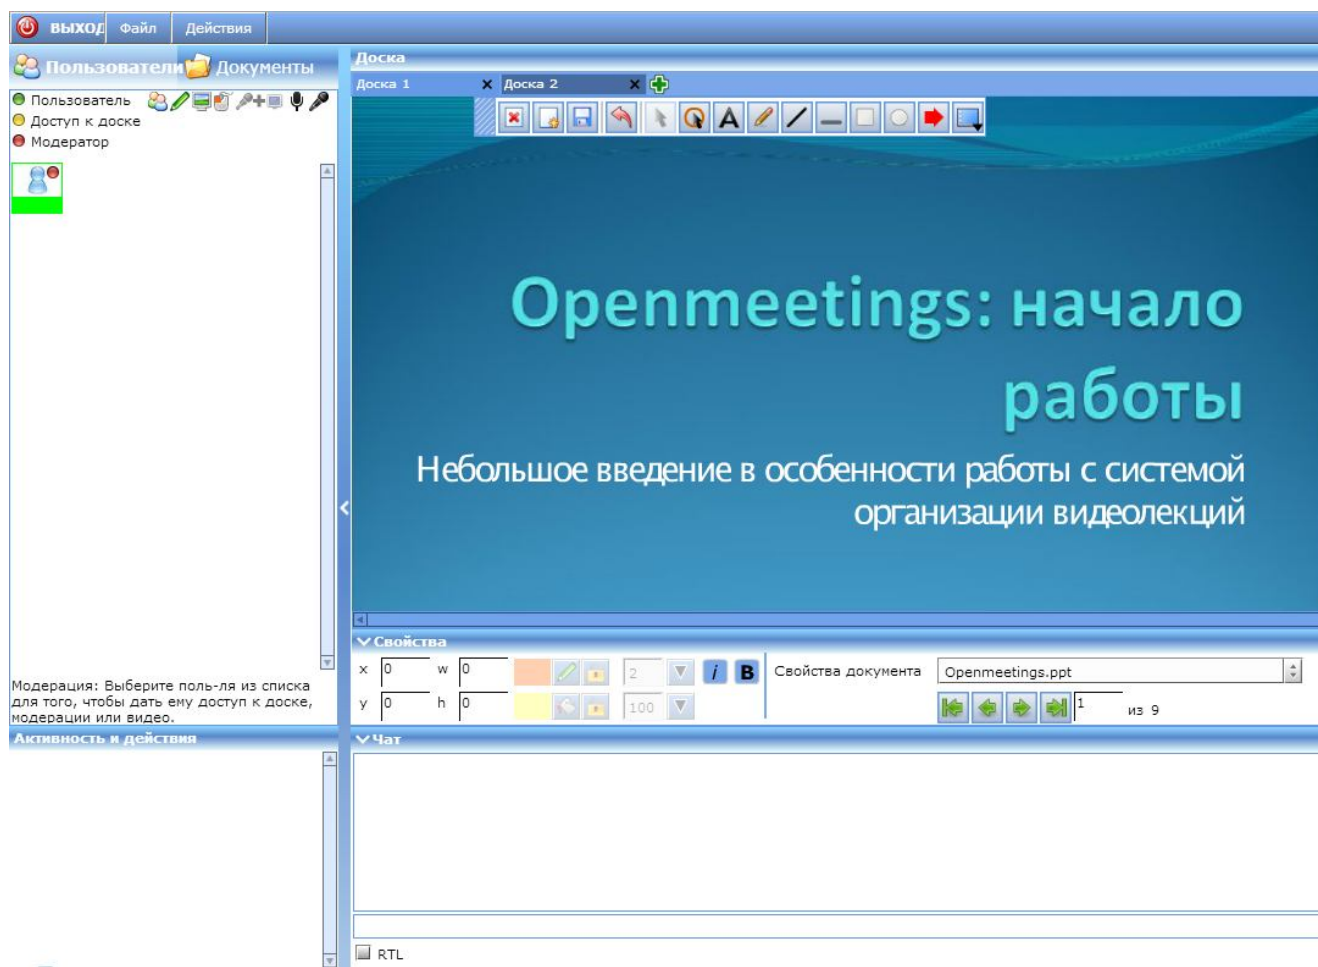 выход Файл Действия
Пользователи Документы
Пользователь
Доступ к доске
Модератор
Модерация: Выберите поль-ля из списка
для того, чтобы дать ему доступ к доске,
модерации или видео.
Активность и действия
Доска
Доска 1 Доска 2
A
Openmeetings: начало
работы
Небольшое введение в особенности работы с системой
организации видеолекций
Свойства
x 0 w 0 2 i B Свойства документа Openmeetings.ppt
y 0 h 0 100 1 из 9
Чат
RTL